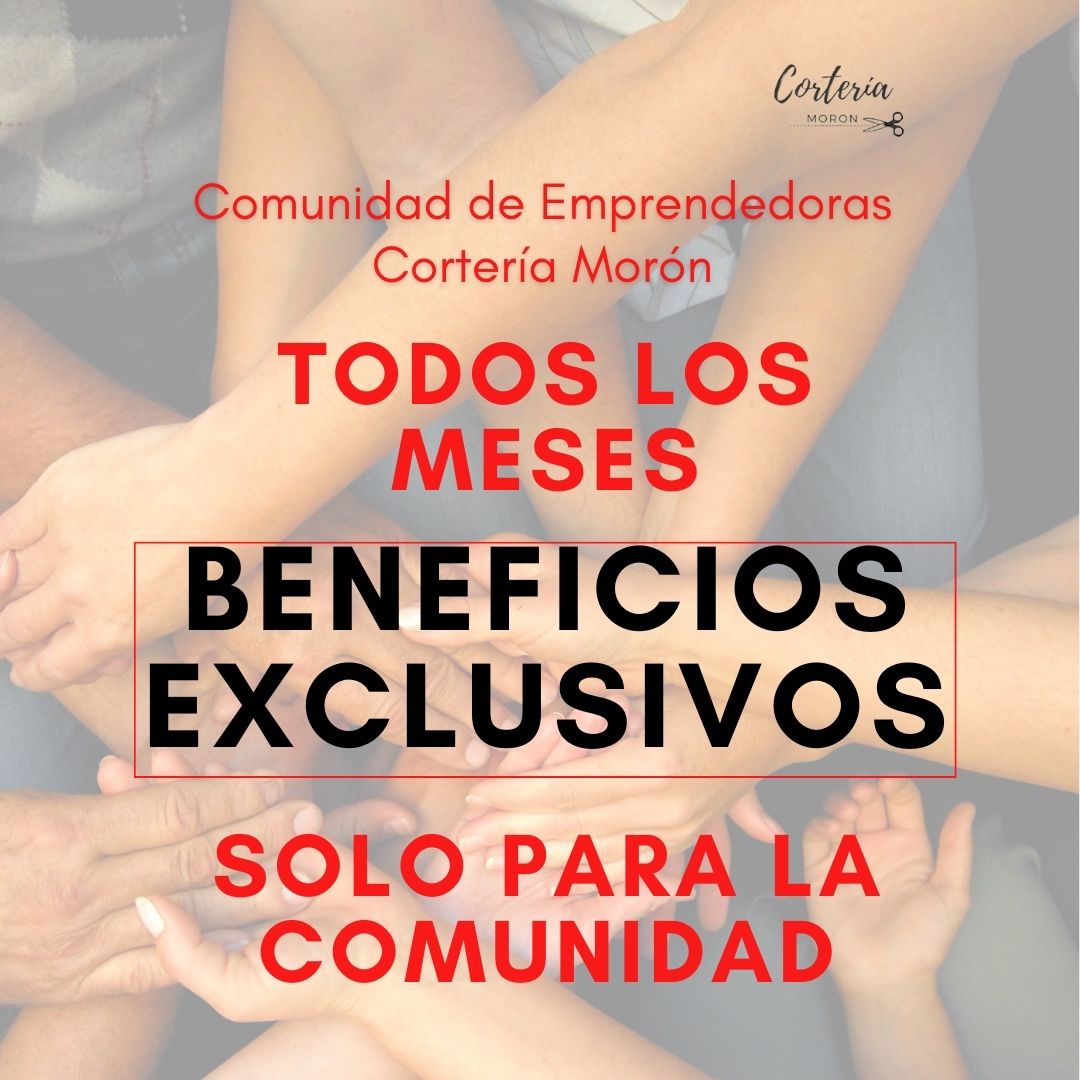 Cortería
MORON
Comunidad de Emprendedoras
Cortería Morón
TODOS LOS
MESES
BENEFICIOS
EXCLUSIVOS
SOLO PARA LA
COMUNIDAD